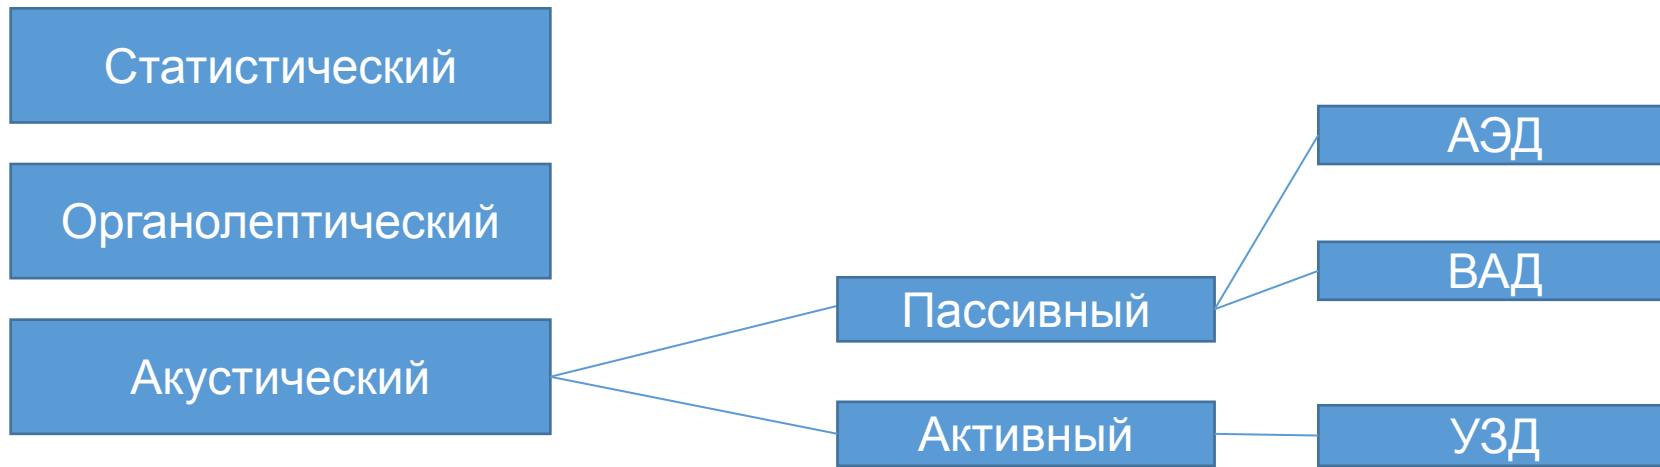 Статистический
Органолептический
Акустический
Пассивный
Активный
АЭД
ВАД
УЗД